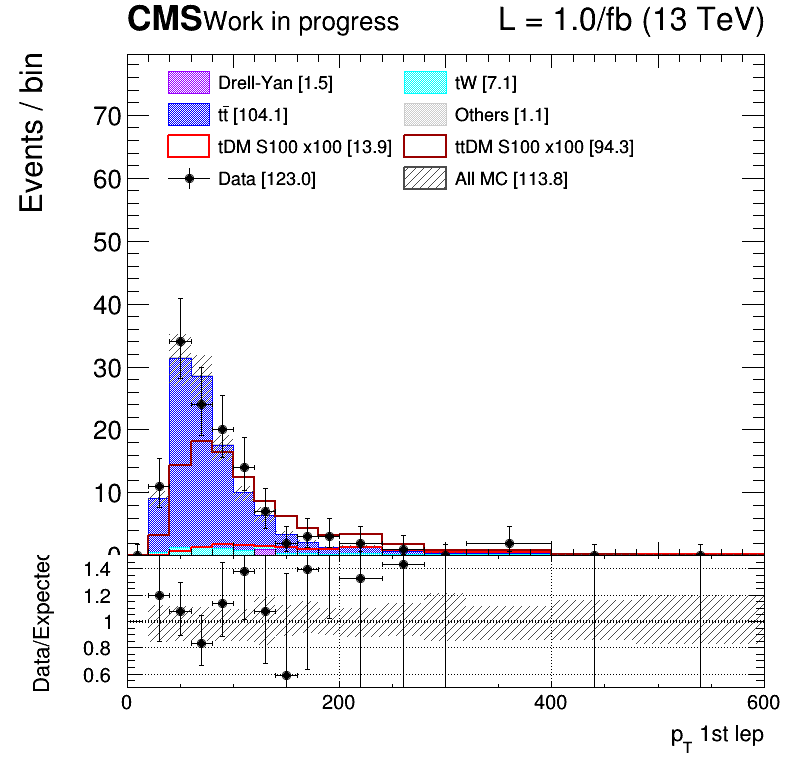 CMS Work in progress L = 1.0/fb (13 TeV)
Events / bin
Drell-Yan [1.5] tW [7.1]
tt̄ [104.1] Others [1.1]
tDM S100 x100 [13.9] ttDM S100 x100 [94.3]
Data [123.0] All MC [113.8]
70
60
50
40
30
20
10
0
Data/Expected
1.4
1.2
1
0.8
0.6
0 200 400 600
p_T 1st lep